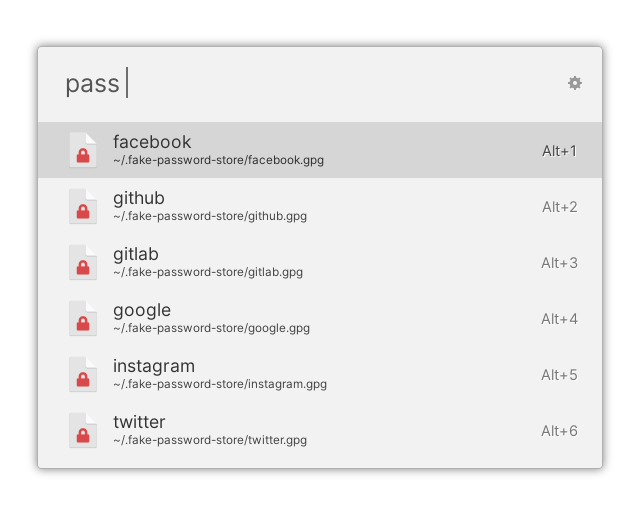 pass
facebook
~/.fake-password-store/facebook.gpg
Alt+1
github
~/.fake-password-store/github.gpg
Alt+2
gitlab
~/.fake-password-store/gitlab.gpg
Alt+3
google
~/.fake-password-store/google.gpg
Alt+4
instagram
~/.fake-password-store/instagram.gpg
Alt+5
twitter
~/.fake-password-store/twitter.gpg
Alt+6